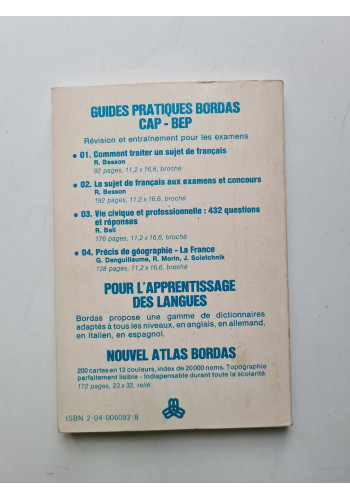 GUIDES PRATIQUES BORDAS
CAP - BEP
Révision et entraînement pour les examens
• 01. Comment traiter un sujet de français
R. Besson
92 pages, 11,2 x 16,6, broché
• 02. Le sujet de français aux examens et concours
R. Besson
192 pages, 11,2 x 16,6, broché
• 03. Vie civique et professionnelle : 432 questions
et réponses
R. Ball
176 pages, 11,2 x 16,6, broché
• 04. Précis de géographie - La France
G. Danguillaume, R. Morin, J. Soletchnik
128 pages, 11,2 x 16,6, broché
POUR L'APPRENTISSAGE
DES LANGUES
Bordas propose une gamme de dictionnaires
adaptés à tous les niveaux, en anglais, en allemand,
en italien, en espagnol.
NOUVEL ATLAS BORDAS
200 cartes en 12 couleurs, index de 20 000 noms. Topographie
parfaitement lisible - Indispensable durant toute la scolarité.
172 pages, 23 x 32, relié.
ISBN 2-04-006092-8